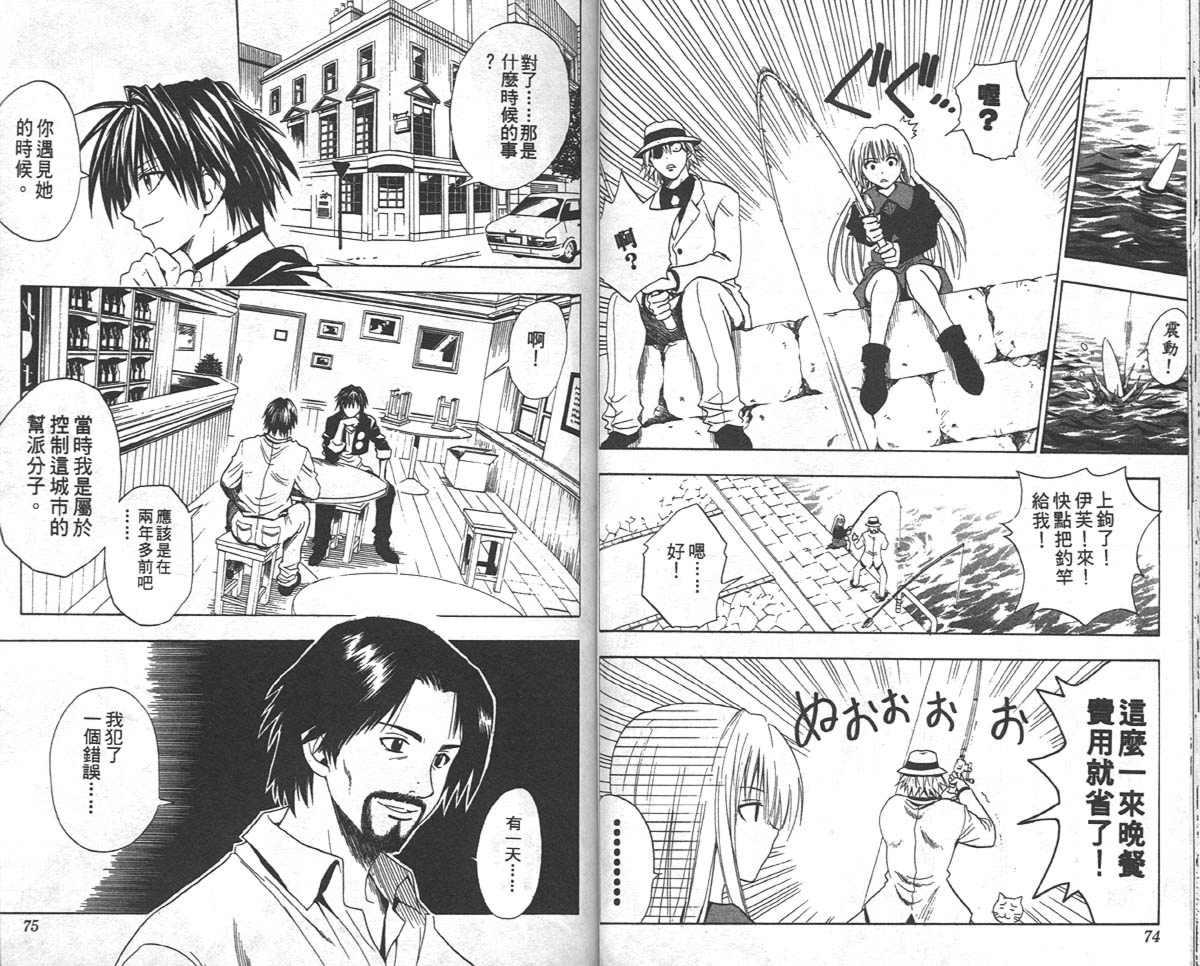 震動！
喔？
ググ…
啊？
上鉤了！
伊芙！來！
快點把釣竿
給我！
嗯……
好！
這麼一來晚餐
費用就省了！
ぬおおおお
…………
74
對了……那是
什麼時候的事
？
你遇見她
的時候。
啊！
應該是在
兩年多前吧
……
當時我是屬於
控制這城市的
幫派分子。
有一天……
我犯了
一個錯誤……
75